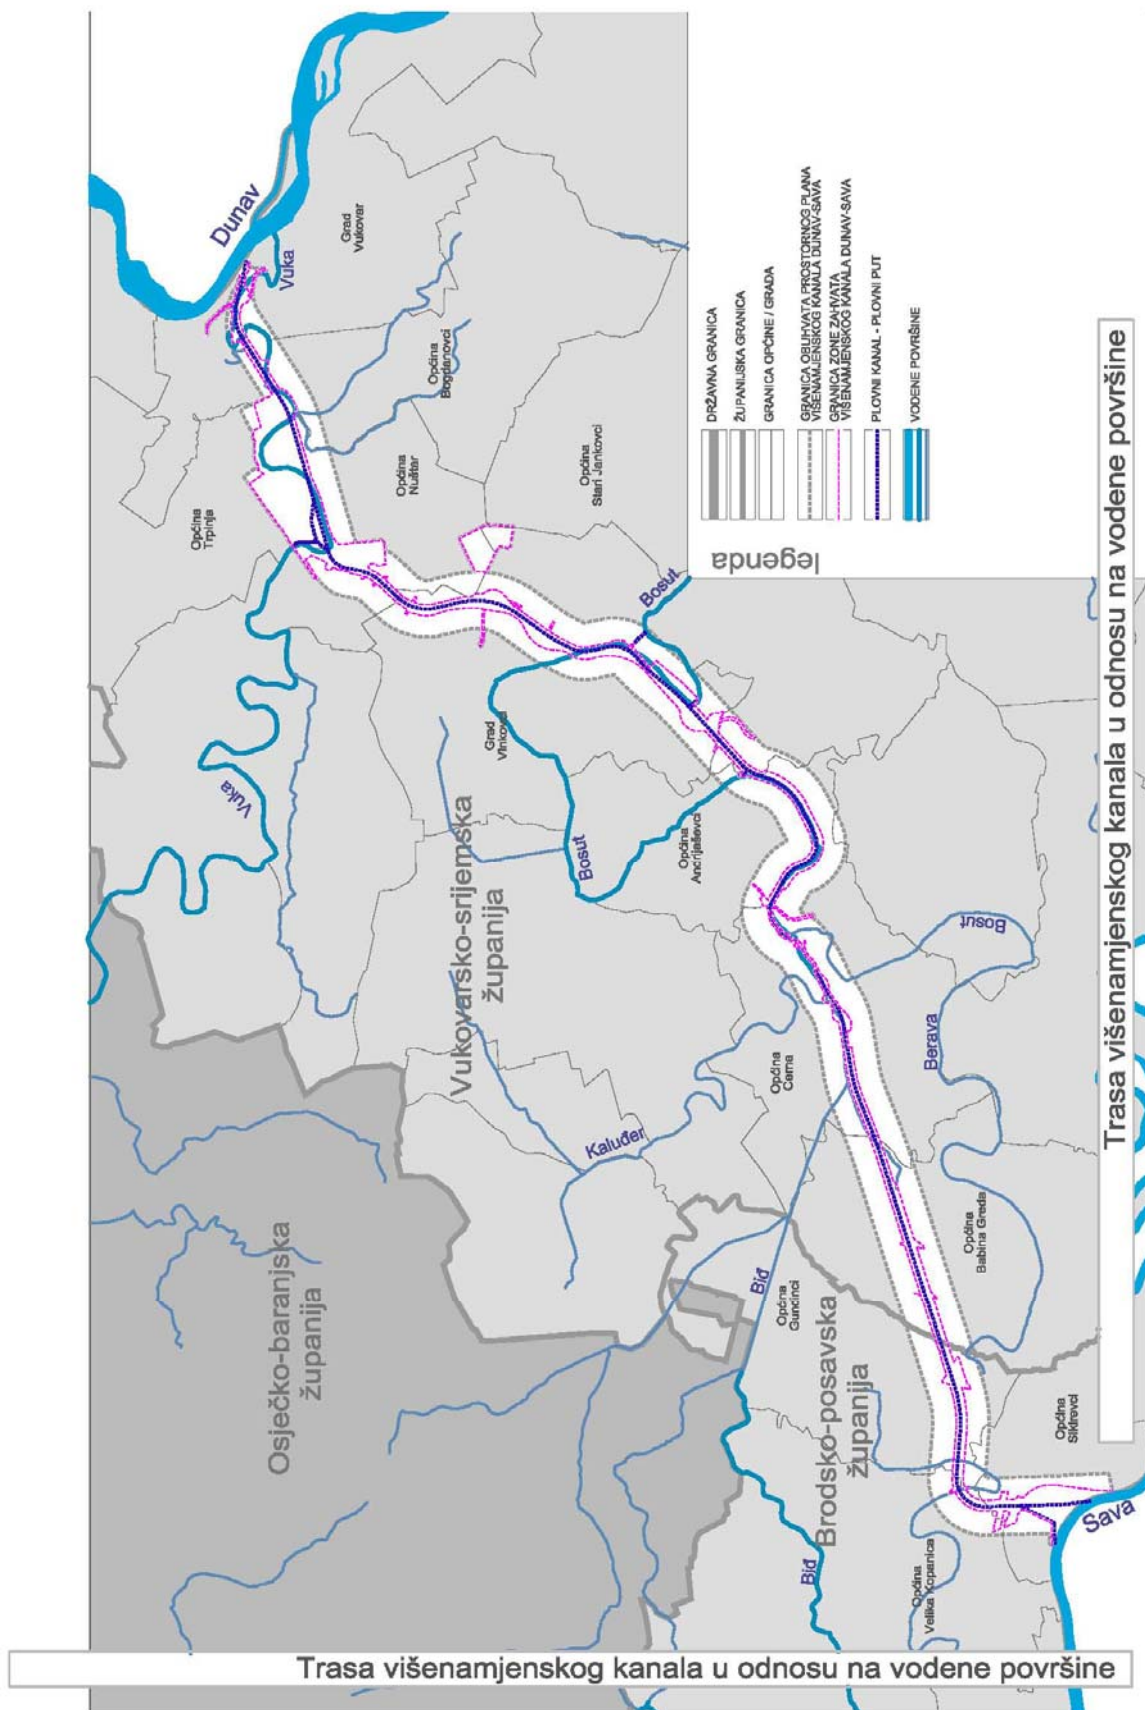 Dunav
Grad
Vukovar
Vuka
Općina
Bogdanovci
Općina
Trpinja
Općina
Nuštar
Općina
Stari Jankovci
Bosut
Vuka
Grad
Vinkovci
Vukovarsko-srijemska
županija
Bosut
Općina
Andrijaševci
Bosut
Općina
Cerna
Berava
Kaluđer
Osječko-baranjska
županija
Općina
Babina Greda
Biđ
Općina
Gundinci
Brodsko-posavska
županija
Općina
Sikirevci
Biđ
Općina
Velika Kopanica
Sava
legenda
DRŽAVNA GRANICA
ŽUPANIJSKA GRANICA
GRANICA OPĆINE / GRADA
GRANICA OBUHVATA PROSTORNOG PLANA
VIŠENAMJENSKOG KANALA DUNAV-SAVA
GRANICA ZONE ZAHVATA
VIŠENAMJENSKOG KANALA DUNAV-SAVA
PLOVNI KANAL - PLOVNI PUT
VODENE POVRŠINE
Trasa višenamjenskog kanala u odnosu na vodene površine
Trasa višenamjenskog kanala u odnosu na vodene površine